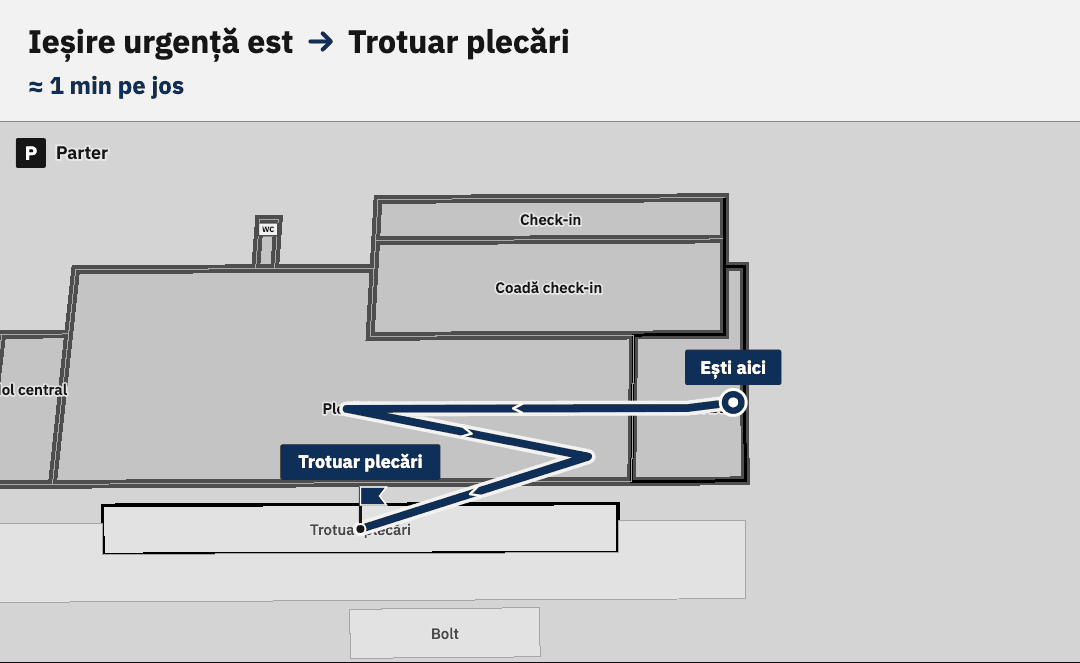 Ieșire urgență est → Trotuar plecări
≈ 1 min pe jos
P Parter
WC
Check-in
Coadă check-in
Ești aici
central
Trotuar plecări
plecări
Bolt